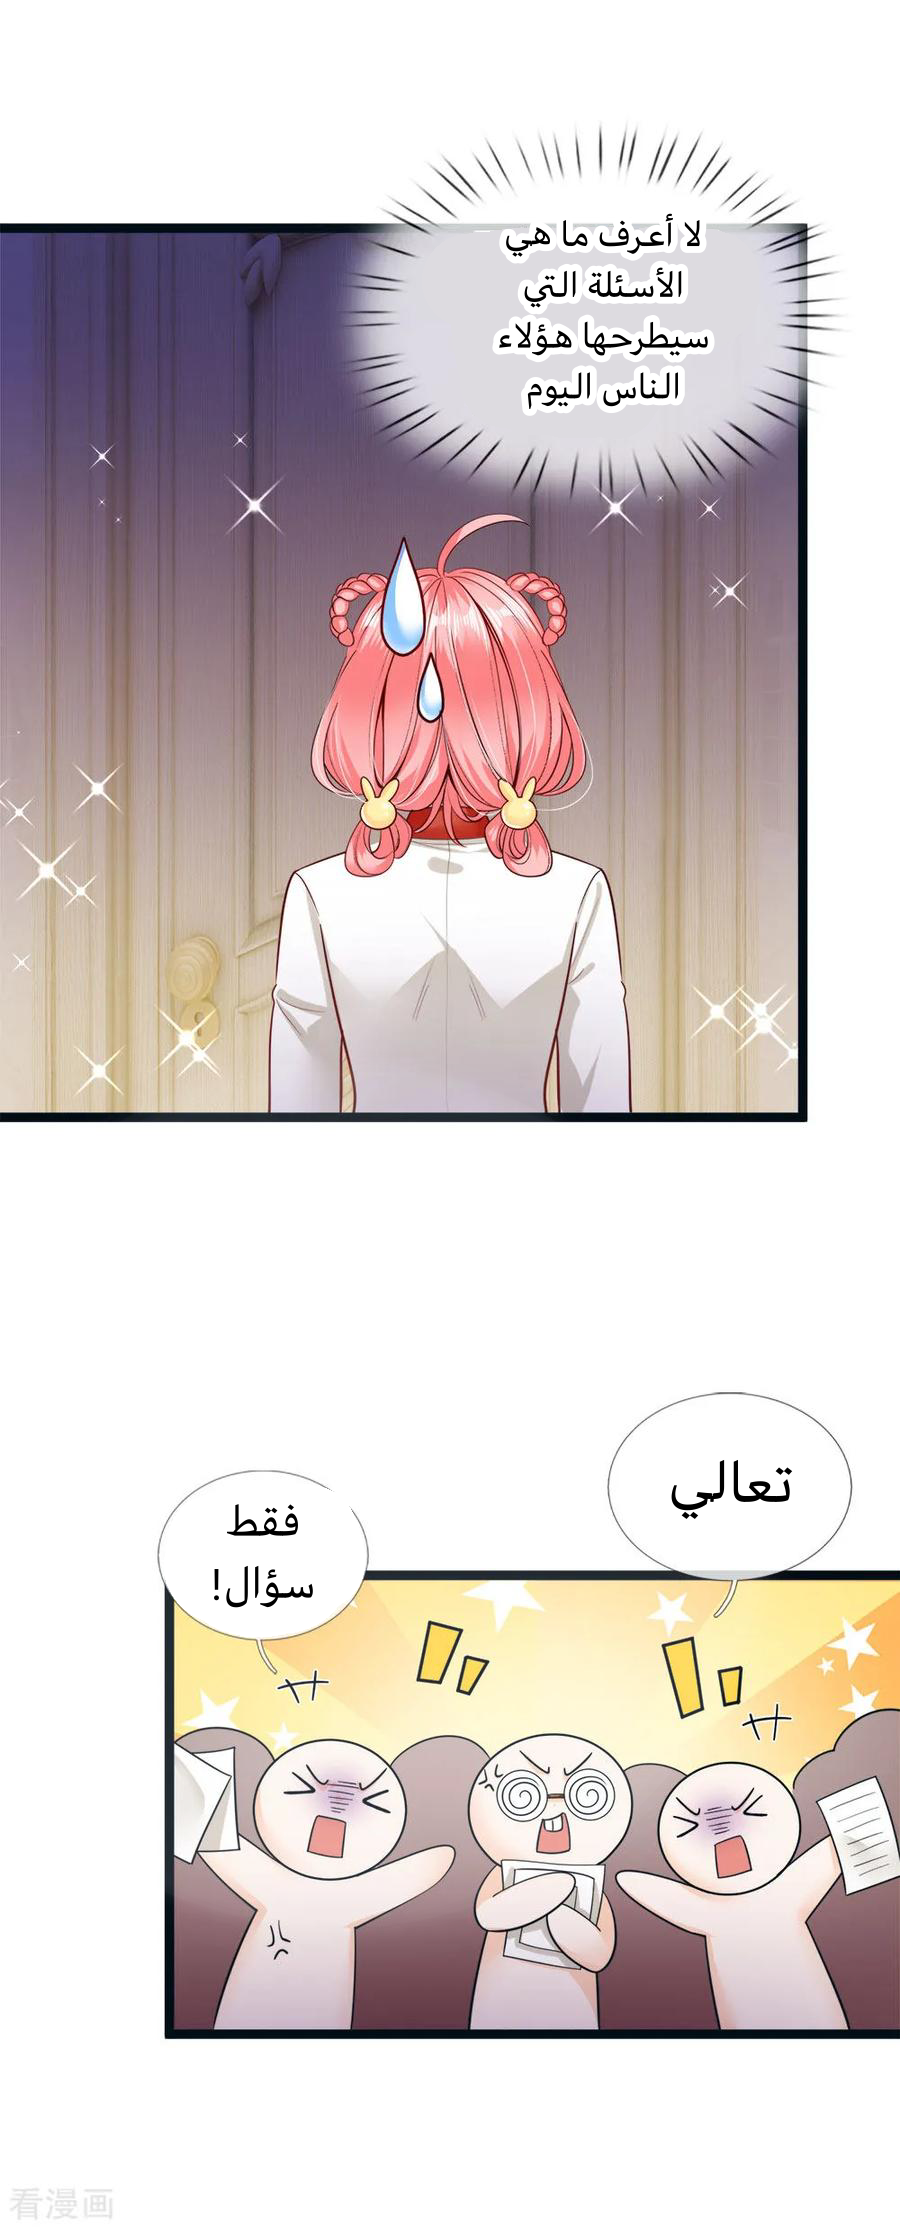 لا أعرف ما هي
الأسئلة التي
سيطرحها هؤلاء
الناس اليوم
تعالي
فقط
سؤال!
看漫画